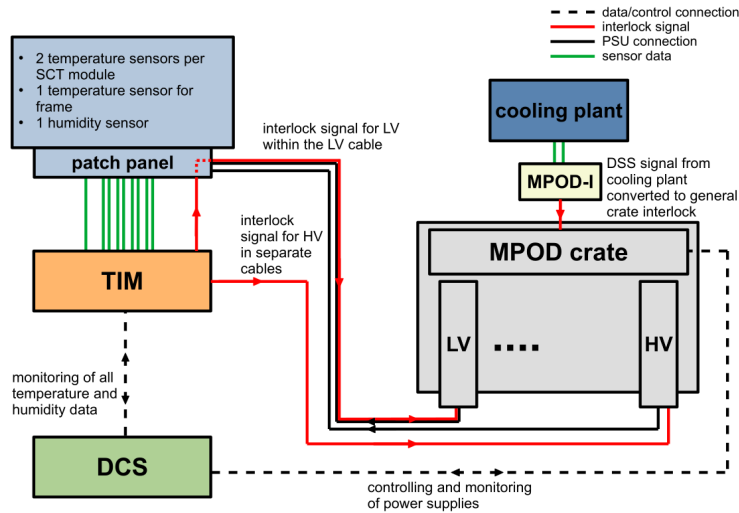 data/control connection
interlock signal
PSU connection
sensor data
• 2 temperature sensors per
SCT module
• 1 temperature sensor for
frame
• 1 humidity sensor
patch panel
cooling plant
interlock signal for LV
within the LV cable
MPOD-I
DSS signal from
cooling plant
converted to general
crate interlock
interlock
signal for HV
in separate
cables
TIM
MPOD crate
LV
HV
monitoring of all
temperature and
humidity data
DCS
controlling and monitoring
of power supplies